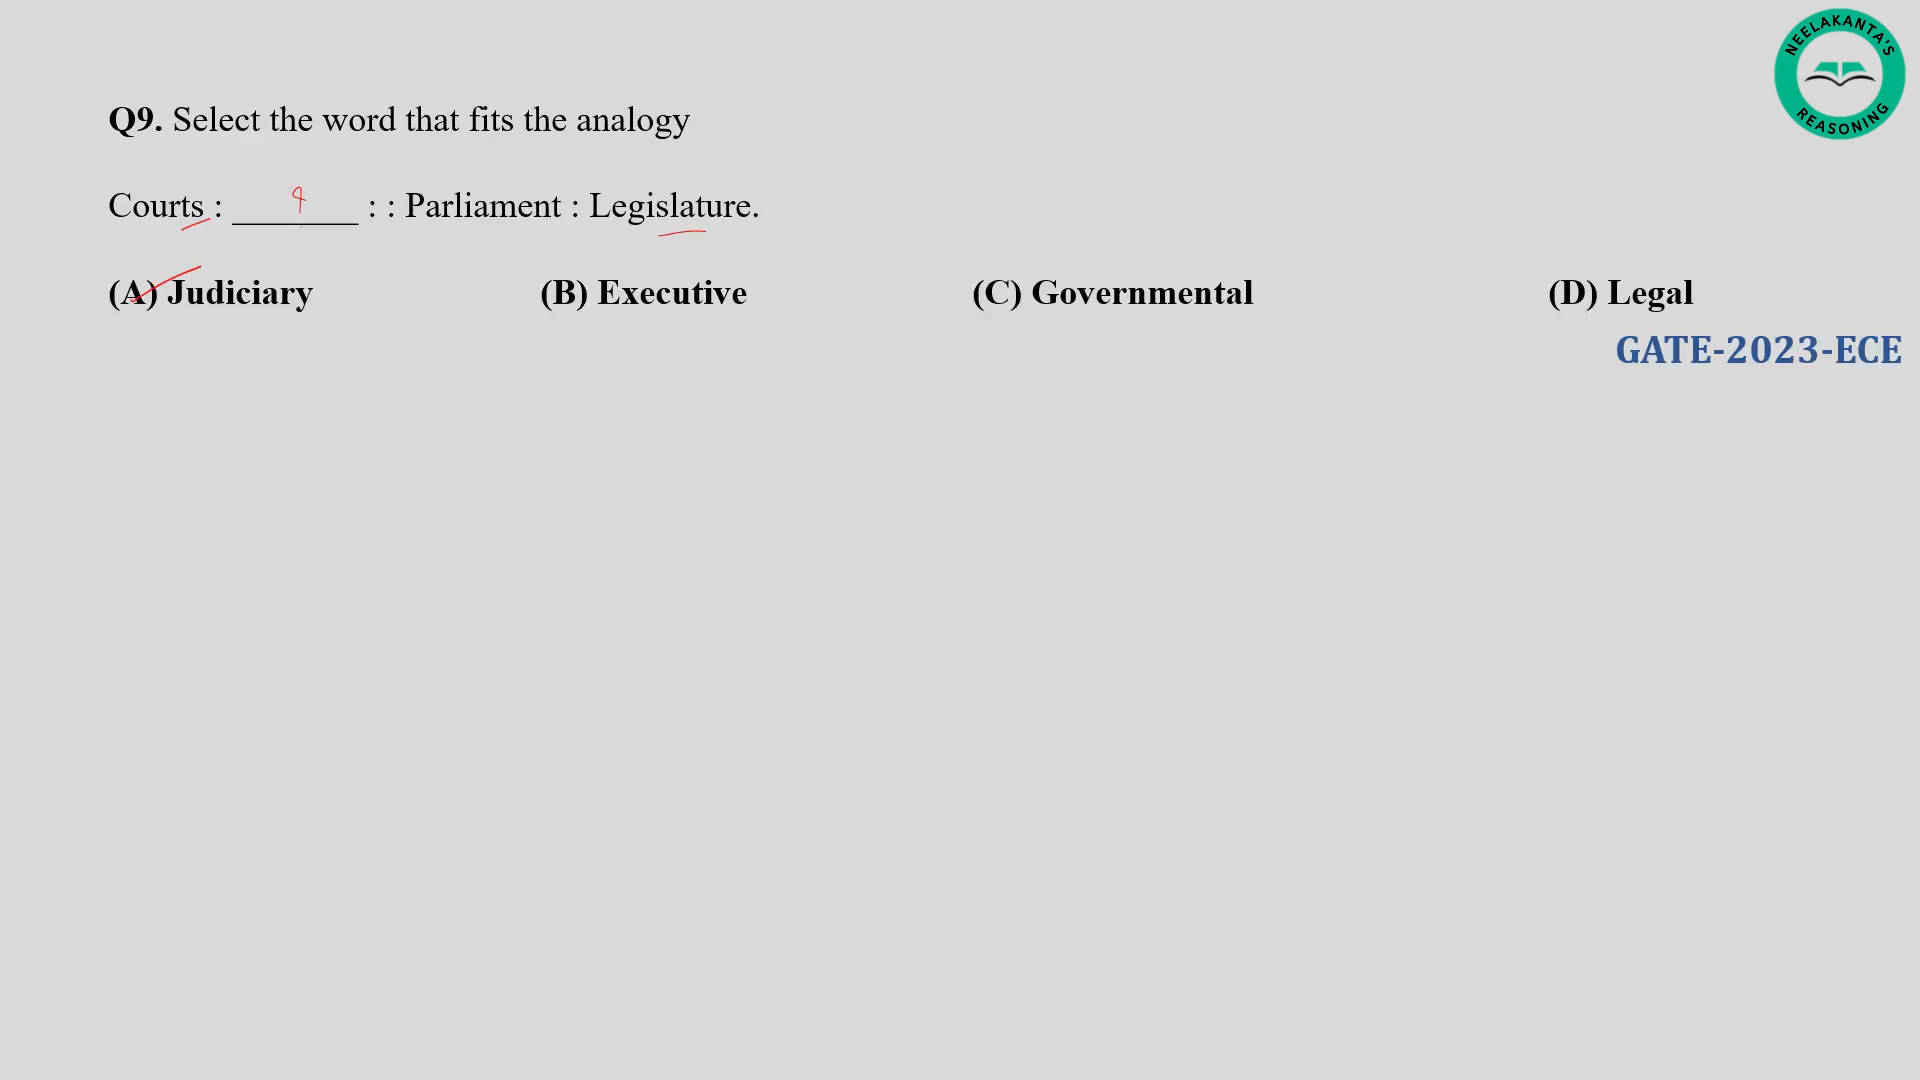 NEELAKANTA'S
REASONING
Q9. Select the word that fits the analogy
Courts : _______ : : Parliament : Legislature.
(A) Judiciary (B) Executive (C) Governmental (D) Legal
GATE-2023-ECE